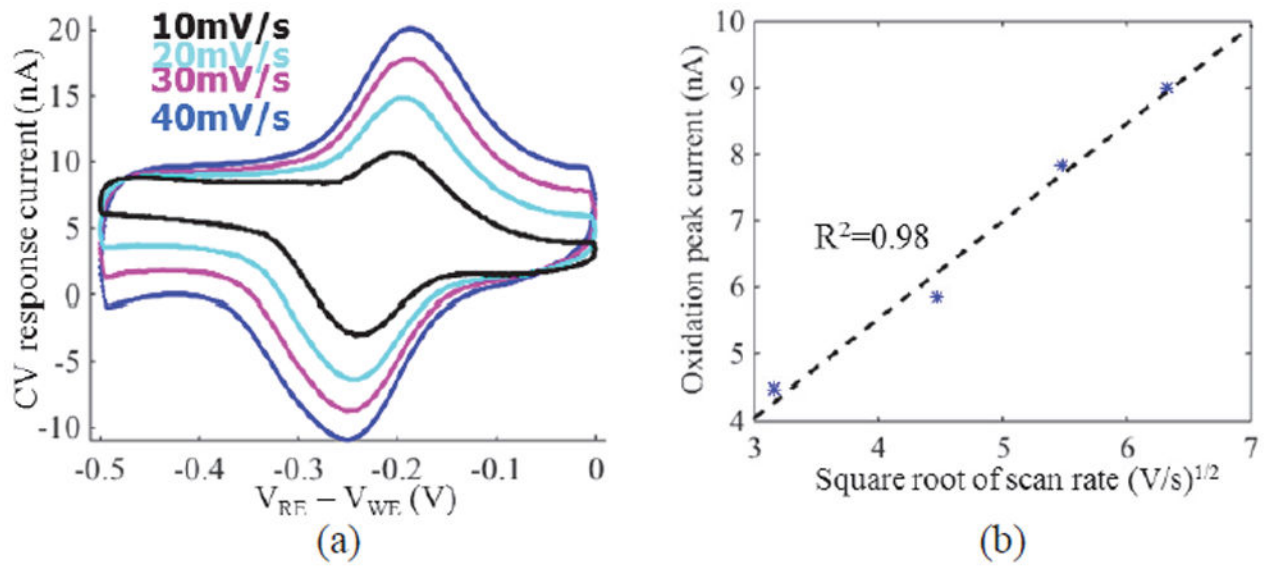 10mV/s
20mV/s
30mV/s
40mV/s
CV response current (nA)
20
15
10
5
0
-5
-10
-0.5
-0.4
-0.3
-0.2
-0.1
0
V_RE – V_WE (V)
(a)
Oxidation peak current (nA)
10
9
8
7
6
5
4
R²=0.98
3
4
5
6
7
Square root of scan rate (V/s)^1/2
(b)